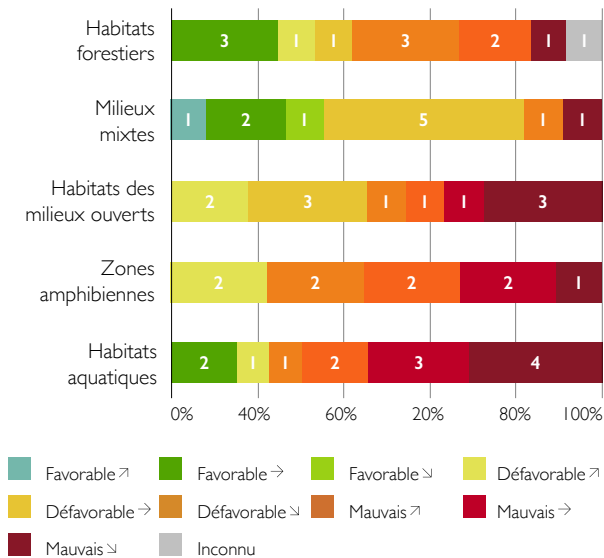 Habitats
forestiers
3 1 1 3 2 1 1
Milieux
mixtes
1 2 1 5 1 1
Habitats des
milieux ouverts
2 3 1 1 1 3
Zones
amphibiennes
2 2 2 2 1
Habitats
aquatiques
2 1 1 2 3 4
0% 40% 60% 20% 80% 100%
Favorable↗ Favorable→ Favorable↘ Défavorable↗
Défavorable→ Défavorable↘ Mauvais↗ Mauvais→
Mauvais↘ Inconnu